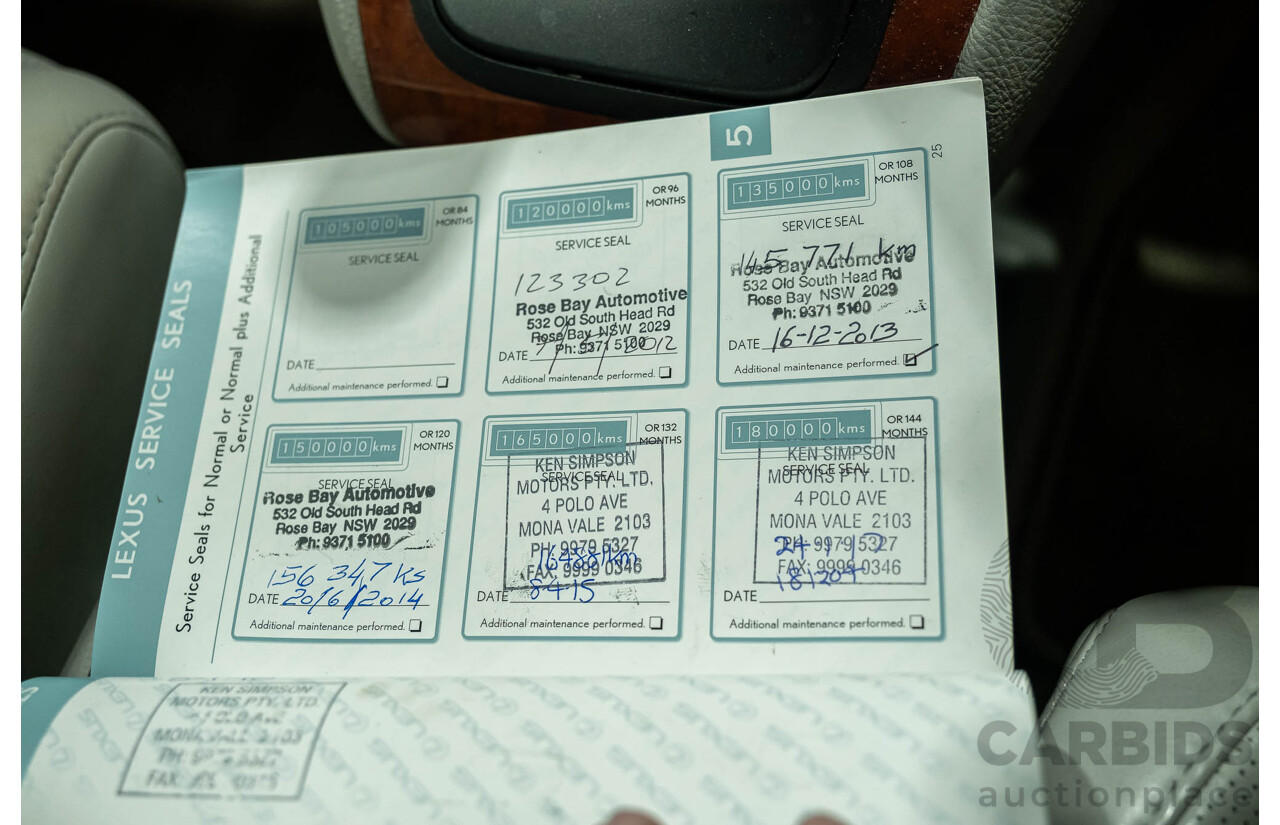 5
25
LEXUS SERVICE SEALS
Service Seals for Normal or Normal plus Additional
Service
105000 kms
OR 84
MONTHS
SERVICE SEAL
DATE
Additional maintenance performed.
120000 kms
OR 96
MONTHS
SERVICE SEAL
123302
Rose Bay Automotive
532 Old South Head Rd
Rose Bay NSW 2029
Ph: 9371 5100
DATE 2012
Additional maintenance performed.
135000 kms
OR 108
MONTHS
SERVICE SEAL
145 771 km
Rose Bay Automotive
532 Old South Head Rd
Rose Bay NSW 2029
Ph: 9371 5100
DATE 16-12-2013
Additional maintenance performed.
150000 kms
OR 120
MONTHS
SERVICE SEAL
Rose Bay Automotive
532 Old South Head Rd
Rose Bay NSW 2029
Ph: 9371 5100
156 347 ks
DATE 20/6/2014
Additional maintenance performed.
165000 kms
OR 132
MONTHS
SERVICE SEAL
KEN SIMPSON
MOTORS PTY. LTD.
4 POLO AVE
MONA VALE 2103
PH: 9979 5327
FAX: 9999 0346
DATE 8-4-15
Additional maintenance performed.
180000 kms
OR 144
MONTHS
SERVICE SEAL
KEN SIMPSON
MOTORS PTY. LTD.
4 POLO AVE
MONA VALE 2103
PH: 9979 5327
FAX: 9999 0346
181204
DATE
Additional maintenance performed.
KEN SIMPSON
MOTORS PTY. LTD.
LEXUS
CARBIDS
auctionplace